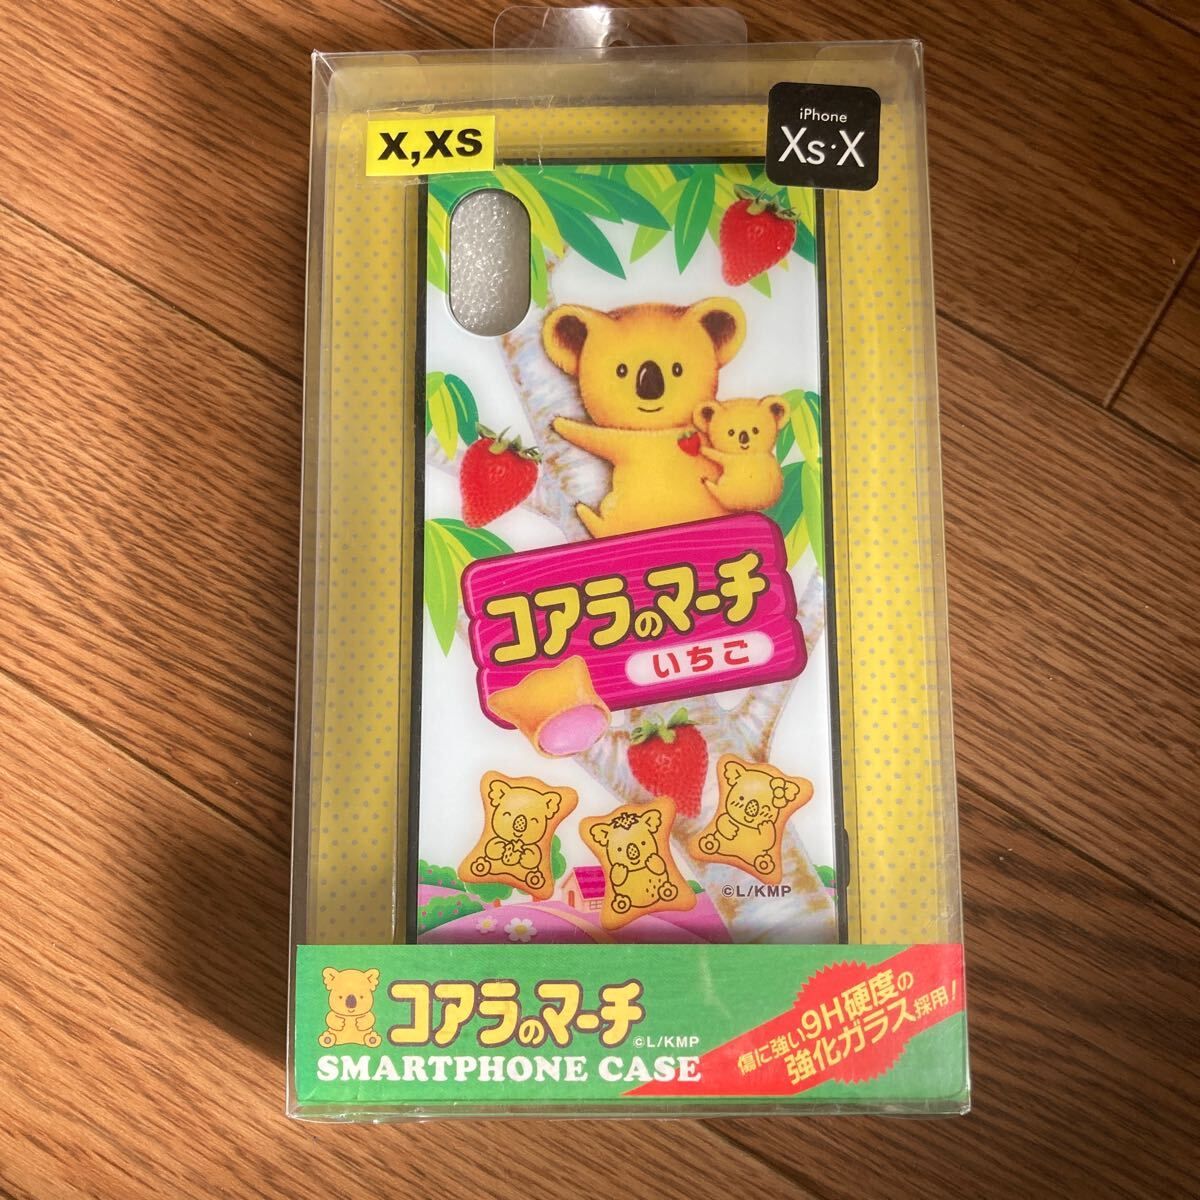 X,XS
iPhone
Xs·X
コアラのマーチ
いちご
©L/KMP
コアラのマーチ
©L/KMP
SMARTPHONE CASE
傷に強い9H硬度の
強化ガラス採用!